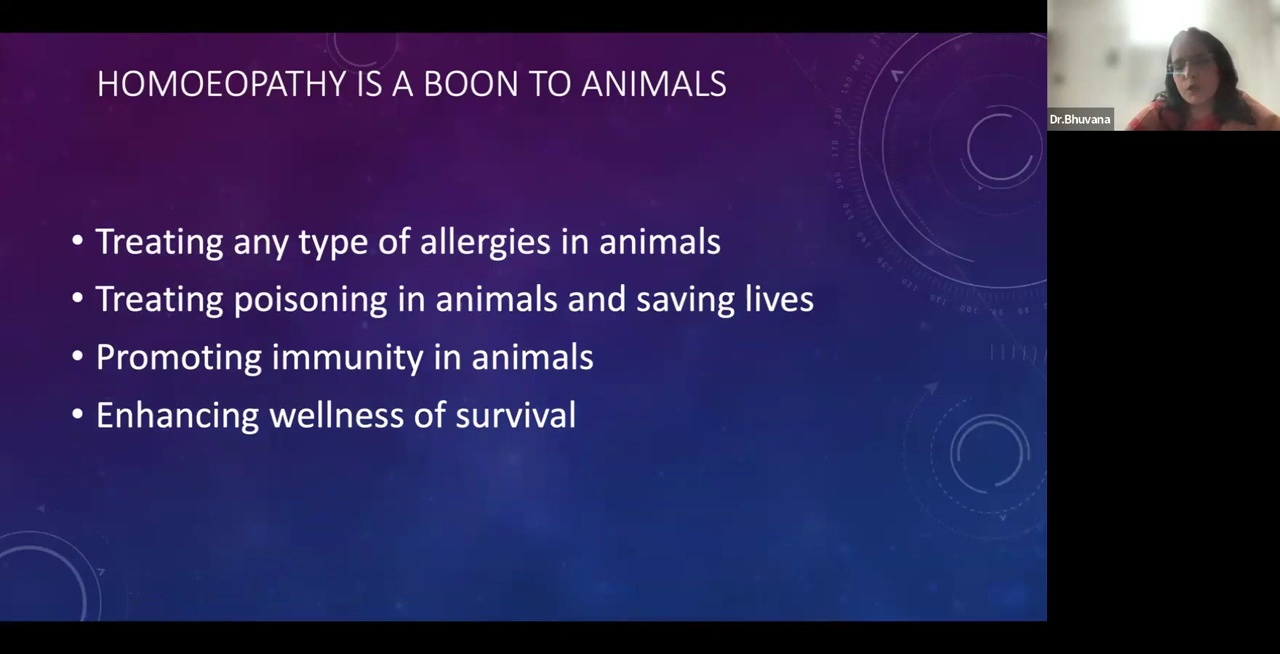 HOMOEOPATHY IS A BOON TO ANIMALS
• Treating any type of allergies in animals
• Treating poisoning in animals and saving lives
• Promoting immunity in animals
• Enhancing wellness of survival
Dr.Bhuvana